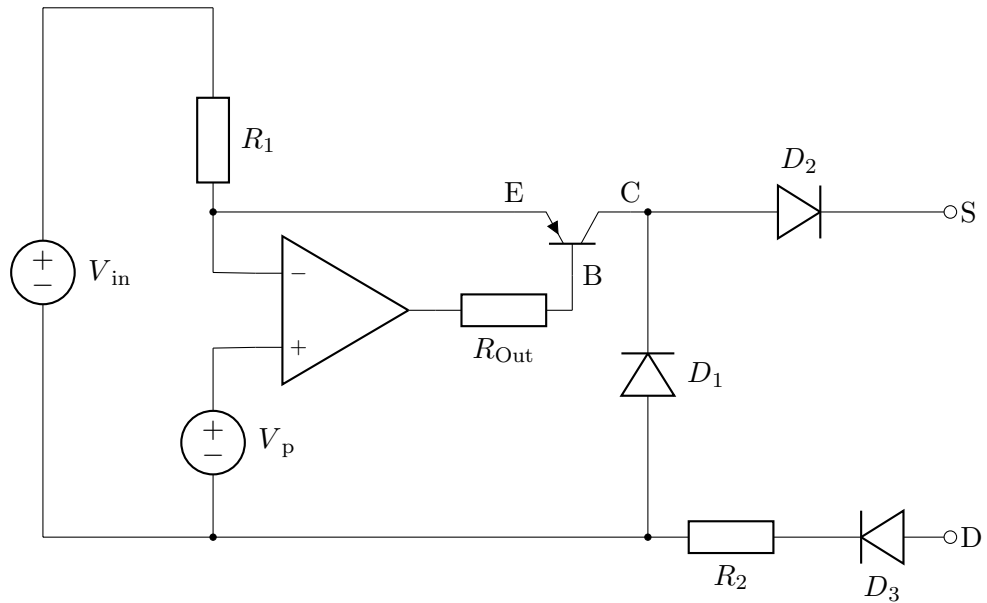 R1
D2
E
C
S
Vin
+
−
−
B
+
ROut
D1
Vp
+
−
D
R2
D3